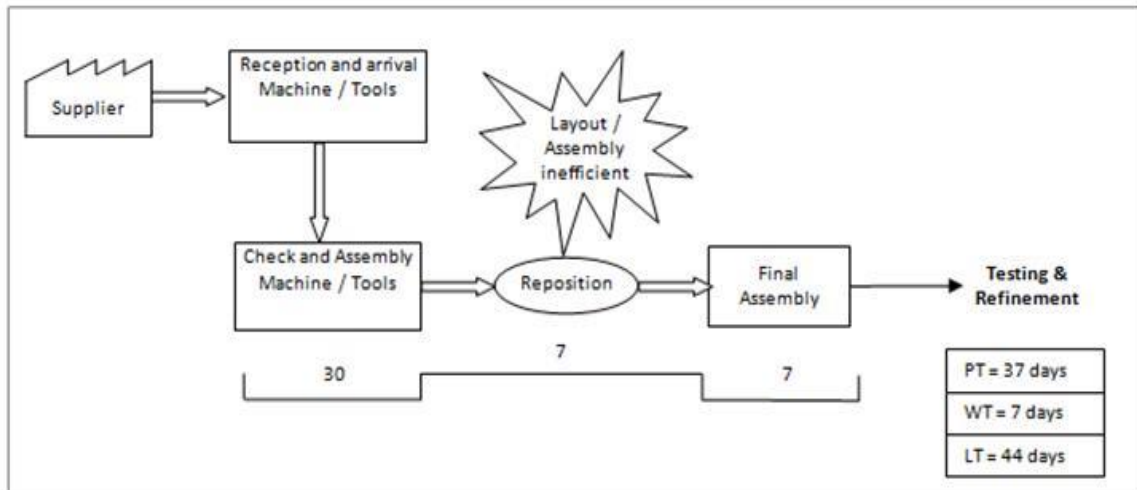 Supplier
Reception and arrival
Machine / Tools
Layout /
Assembly
inefficient
Check and Assembly
Machine / Tools
Reposition
Final
Assembly
Testing &
Refinement
30
7
7
PT = 37 days
WT = 7 days
LT = 44 days